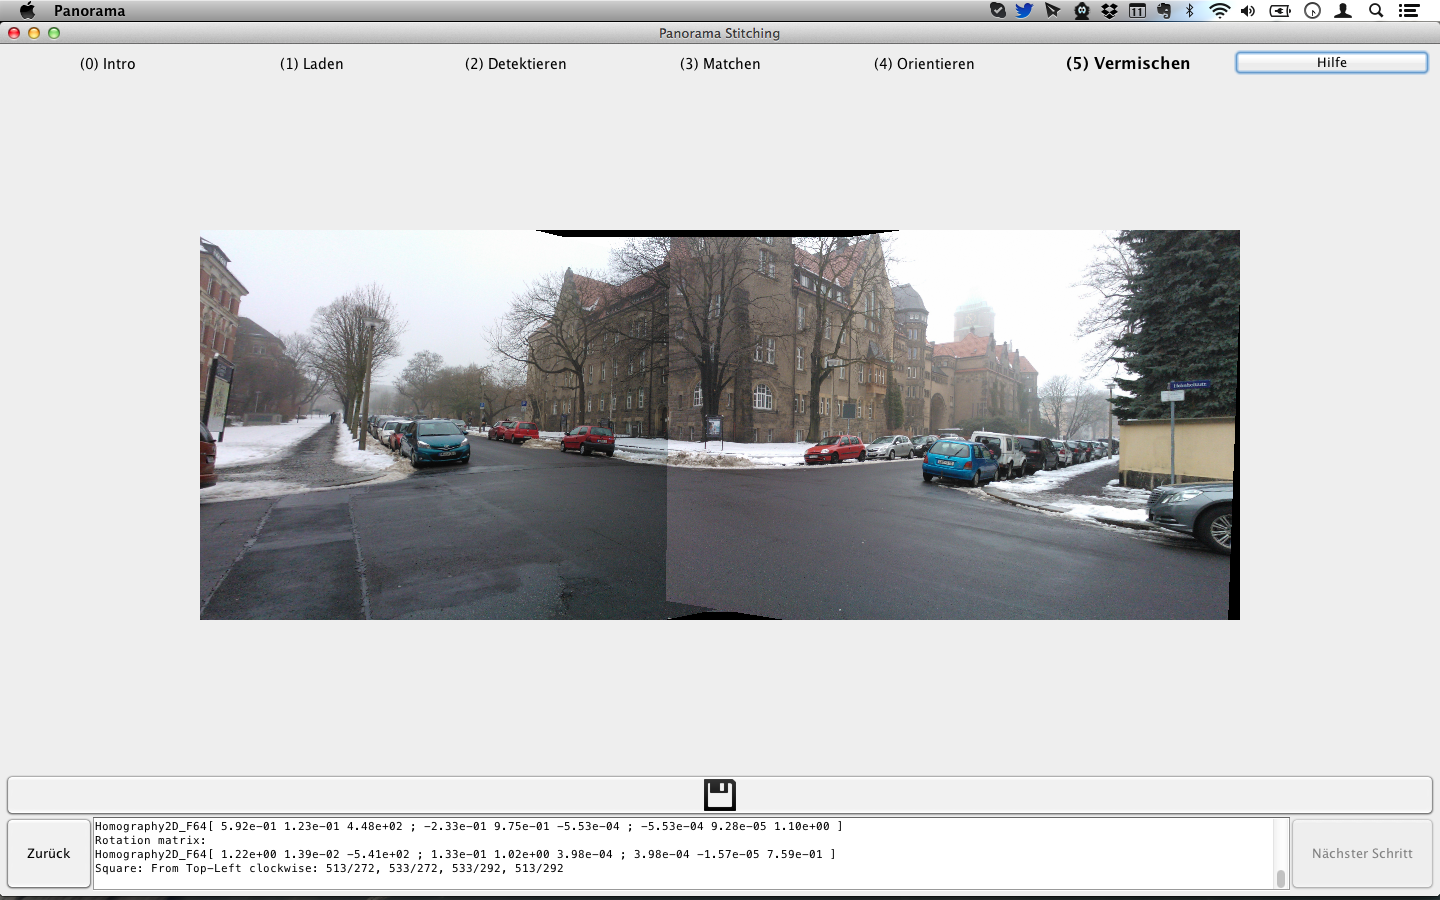 Panorama
11
Panorama Stitching
(0) Intro
(1) Laden
(2) Detektieren
(3) Matchen
(4) Orientieren
(5) Vermischen
Hilfe
Homography2D_F64[ 5.92e-01 1.23e-01 4.48e+02 ; -2.33e-01 9.75e-01 -5.53e-04 ; -5.53e-04 9.28e-05 1.10e+00 ]
Rotation matrix:
Homography2D_F64[ 1.22e+00 1.39e-02 -5.41e+02 ; 1.33e-01 1.02e+00 3.98e-04 ; 3.98e-04 -1.57e-05 7.59e-01 ]
Square: From Top-Left clockwise: 513/272, 533/272, 533/292, 513/292
Zurück
Nächster Schritt